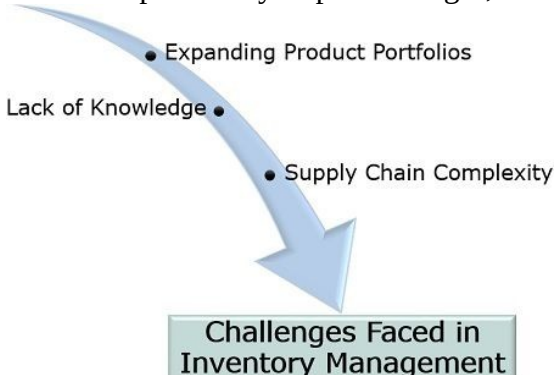 Expanding Product Portfolios
Lack of Knowledge
Supply Chain Complexity
Challenges Faced in
Inventory Management